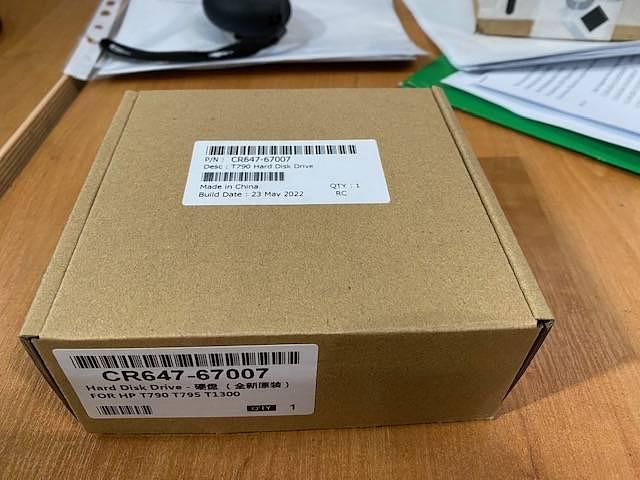 P/N : CR647-67007
Desc : T790 Hard Disk Drive
Made in China
QTY : 1
Build Date : 23 May 2022
RC
CR647-67007
Hard Disk Drive - 硬盘 ( 全新原装 )
FOR HP T790 T795 T1300
QTY 1